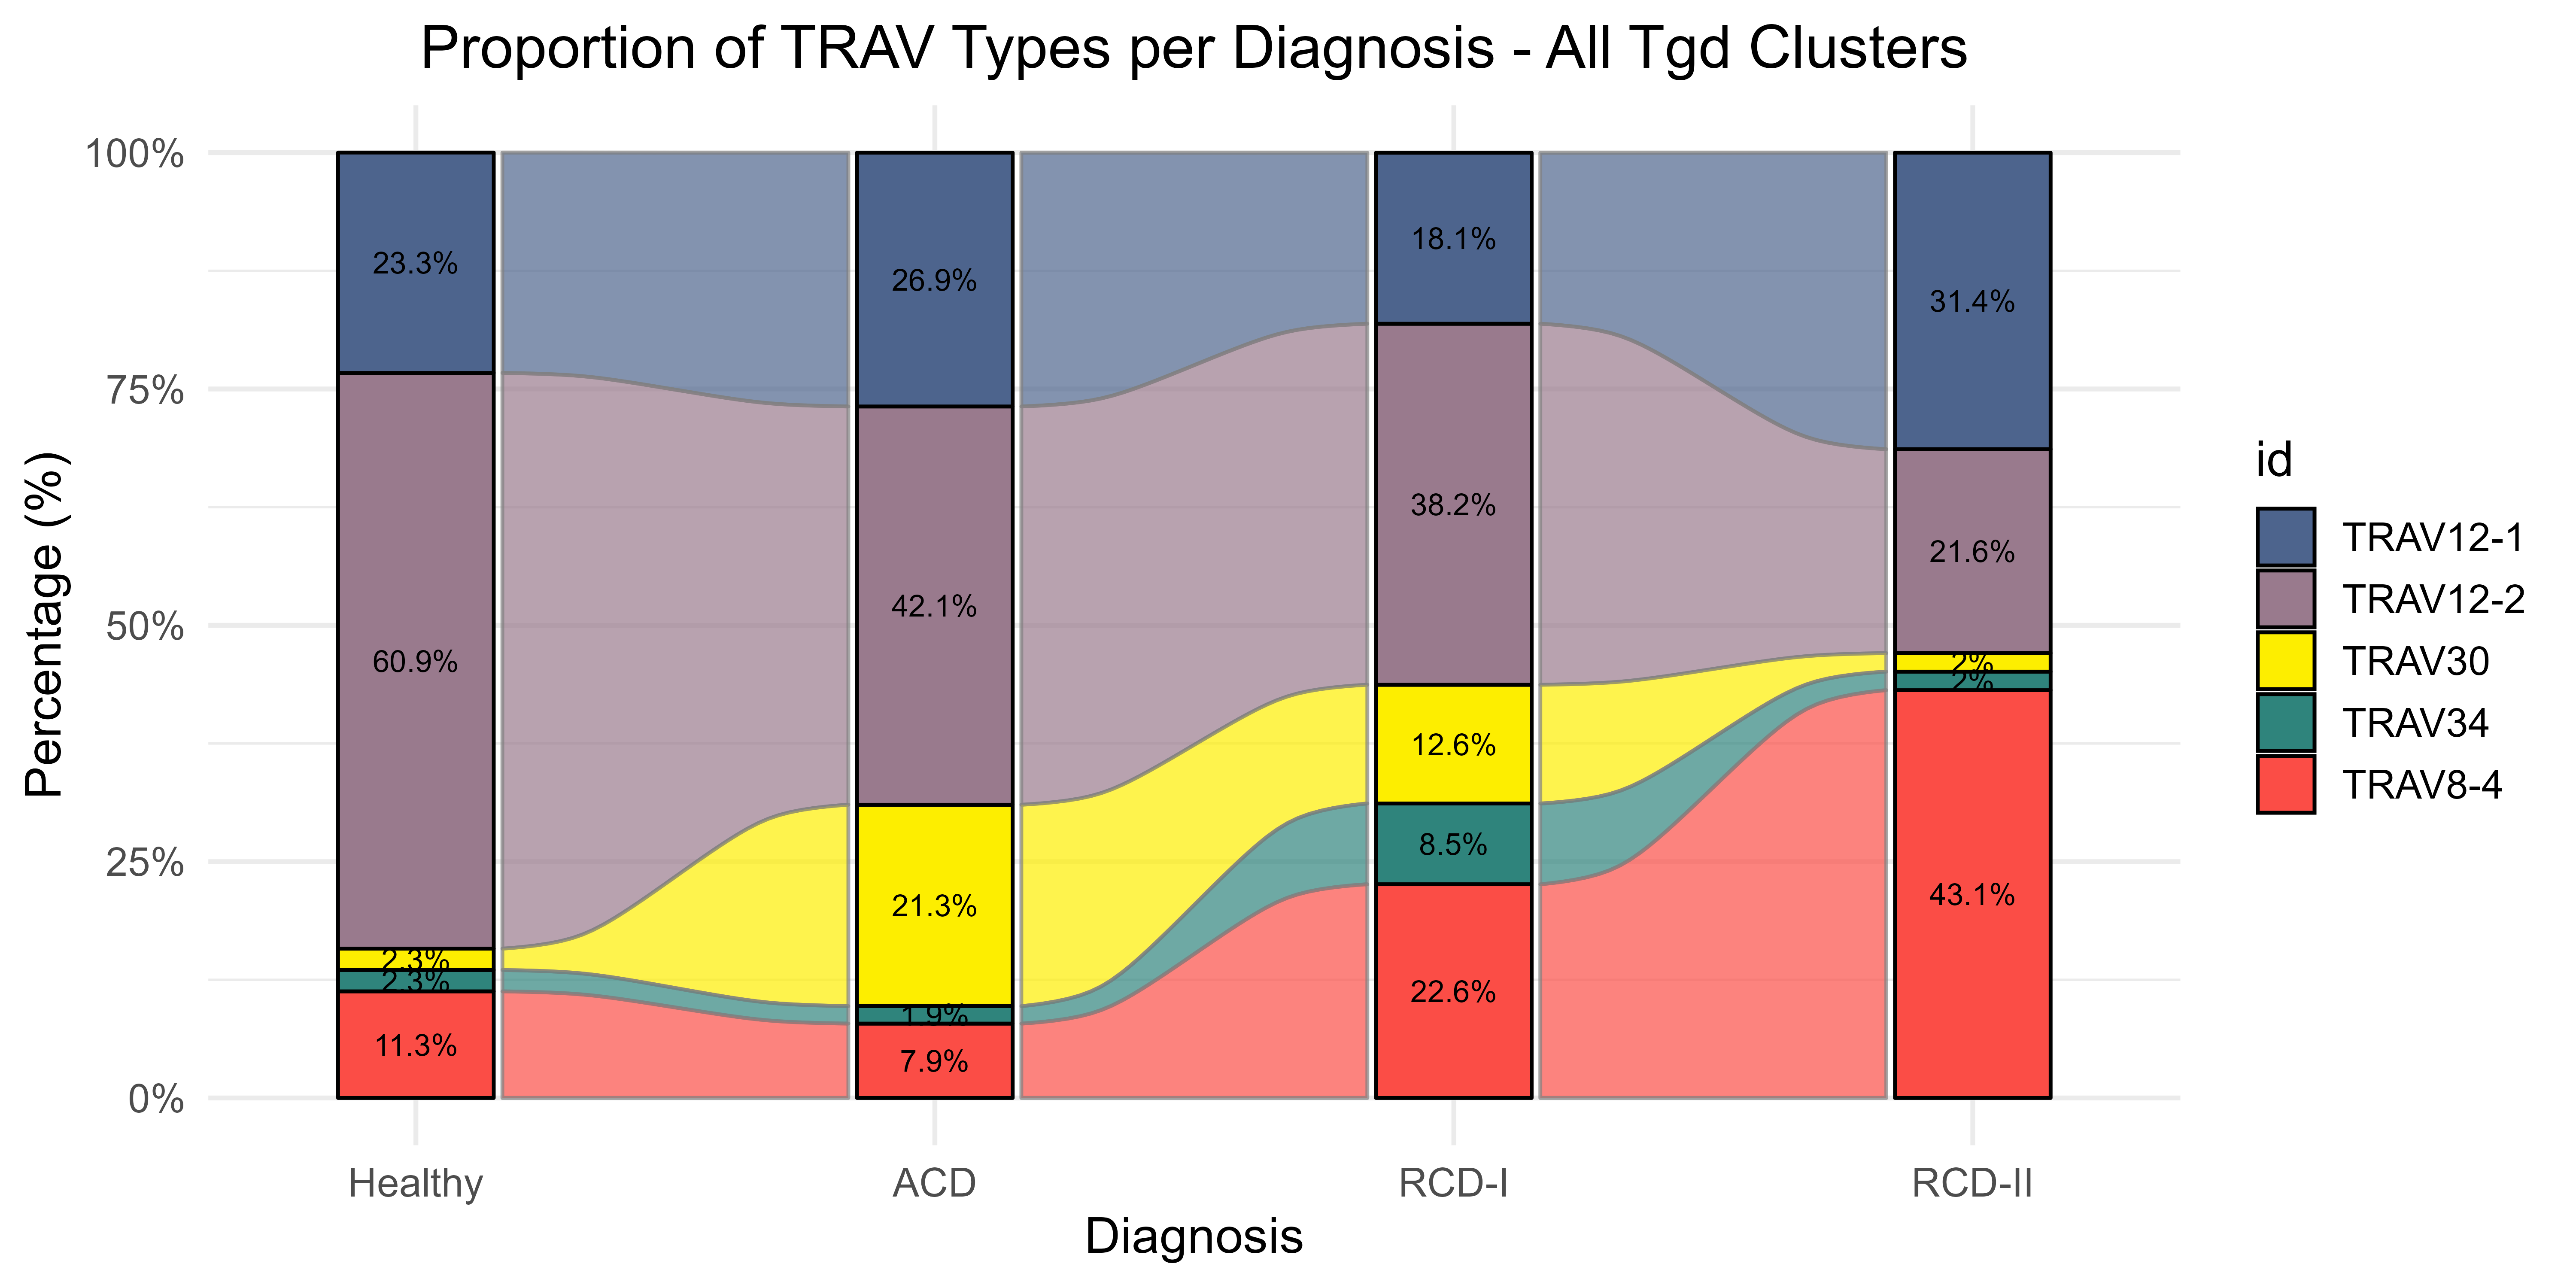 Proportion of TRAV Types per Diagnosis - All Tgd Clusters
Percentage (%)
100%
75%
50%
25%
0%
23.3%
60.9%
2.3%
2.3%
11.3%
26.9%
42.1%
21.3%
1.9%
7.9%
18.1%
38.2%
12.6%
8.5%
22.6%
31.4%
21.6%
2%
2%
43.1%
Healthy
ACD
RCD-I
RCD-II
Diagnosis
id
TRAV12-1
TRAV12-2
TRAV30
TRAV34
TRAV8-4